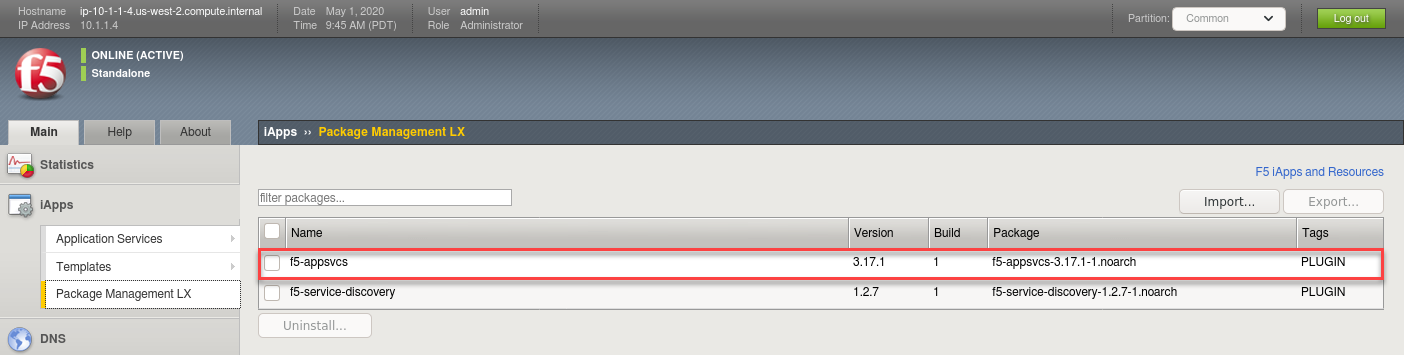 Hostname ip-10-1-1-4.us-west-2.compute.internal Date May 1, 2020 User admin
IP Address 10.1.1.4 Time 9:45 AM (PDT) Role Administrator
Partition: Common Log out
f5
ONLINE (ACTIVE)
Standalone
Main Help About
iApps ›› Package Management LX
Statistics
iApps
Application Services
Templates
Package Management LX
DNS
F5 iApps and Resources
filter packages...
Import... Export...
Name Version Build Package Tags
f5-appsvcs 3.17.1 1 f5-appsvcs-3.17.1-1.noarch PLUGIN
f5-service-discovery 1.2.7 1 f5-service-discovery-1.2.7-1.noarch PLUGIN
Uninstall...